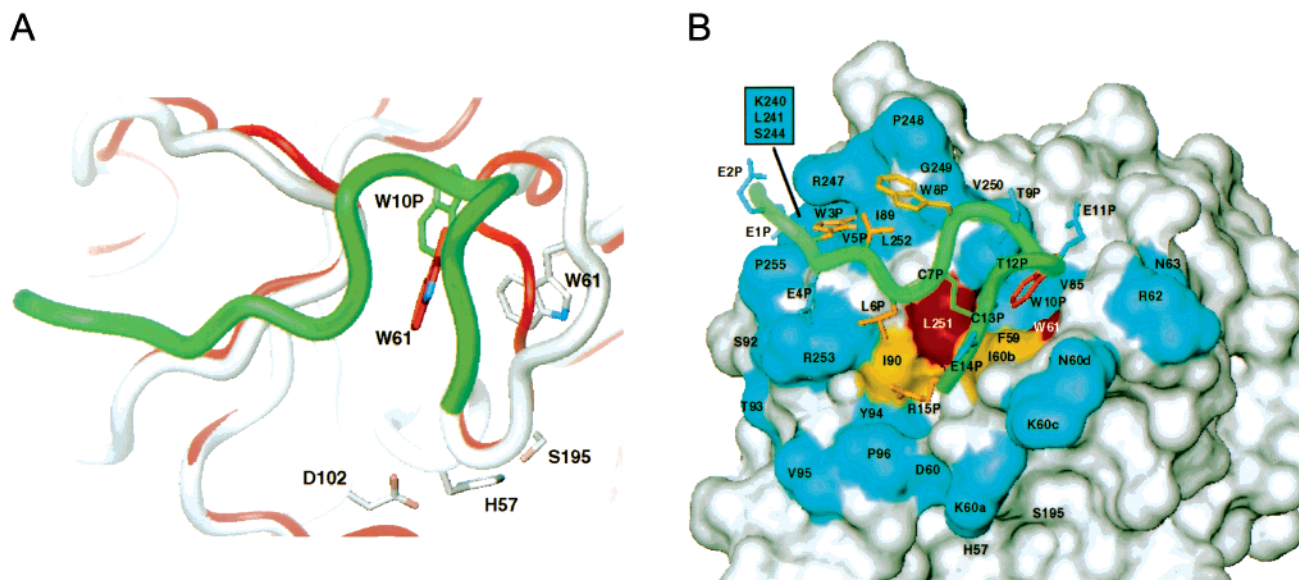 A
W10P
W61
W61
S195
D102
H57
B
K240
L241
S244
P248
G249
E2P
R247
W8P
V250
T9P
W3P
I89
E11P
E1P
V5P
L252
P255
C7P
T12P
N63
V85
E4P
W10P
R62
L6P
L251
C13P
W61
S92
F59
R253
I90
I60b
N60d
E14P
T93
R15P
Y94
K60c
P96
V95
D60
K60a
S195
H57